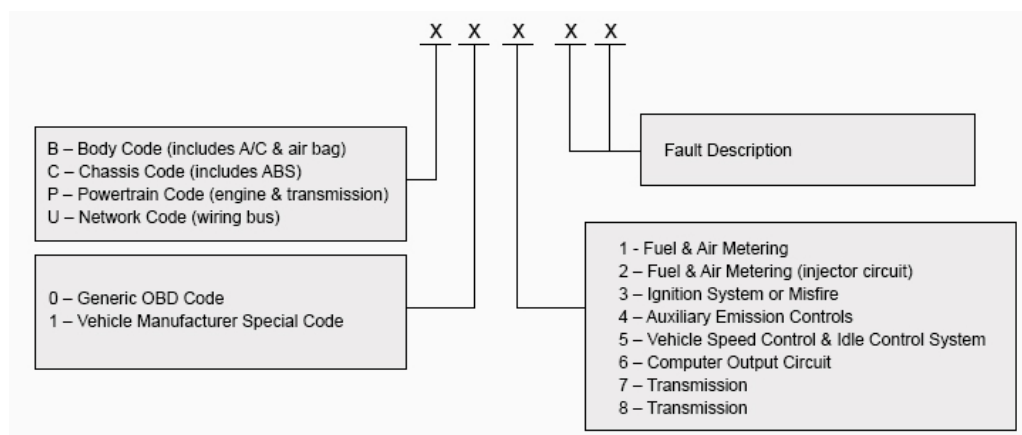 X X X X X
B – Body Code (includes A/C & air bag)
C – Chassis Code (includes ABS)
P – Powertrain Code (engine & transmission)
U – Network Code (wiring bus)
0 – Generic OBD Code
1 – Vehicle Manufacturer Special Code
Fault Description
1 - Fuel & Air Metering
2 – Fuel & Air Metering (injector circuit)
3 – Ignition System or Misfire
4 – Auxiliary Emission Controls
5 – Vehicle Speed Control & Idle Control System
6 – Computer Output Circuit
7 – Transmission
8 – Transmission